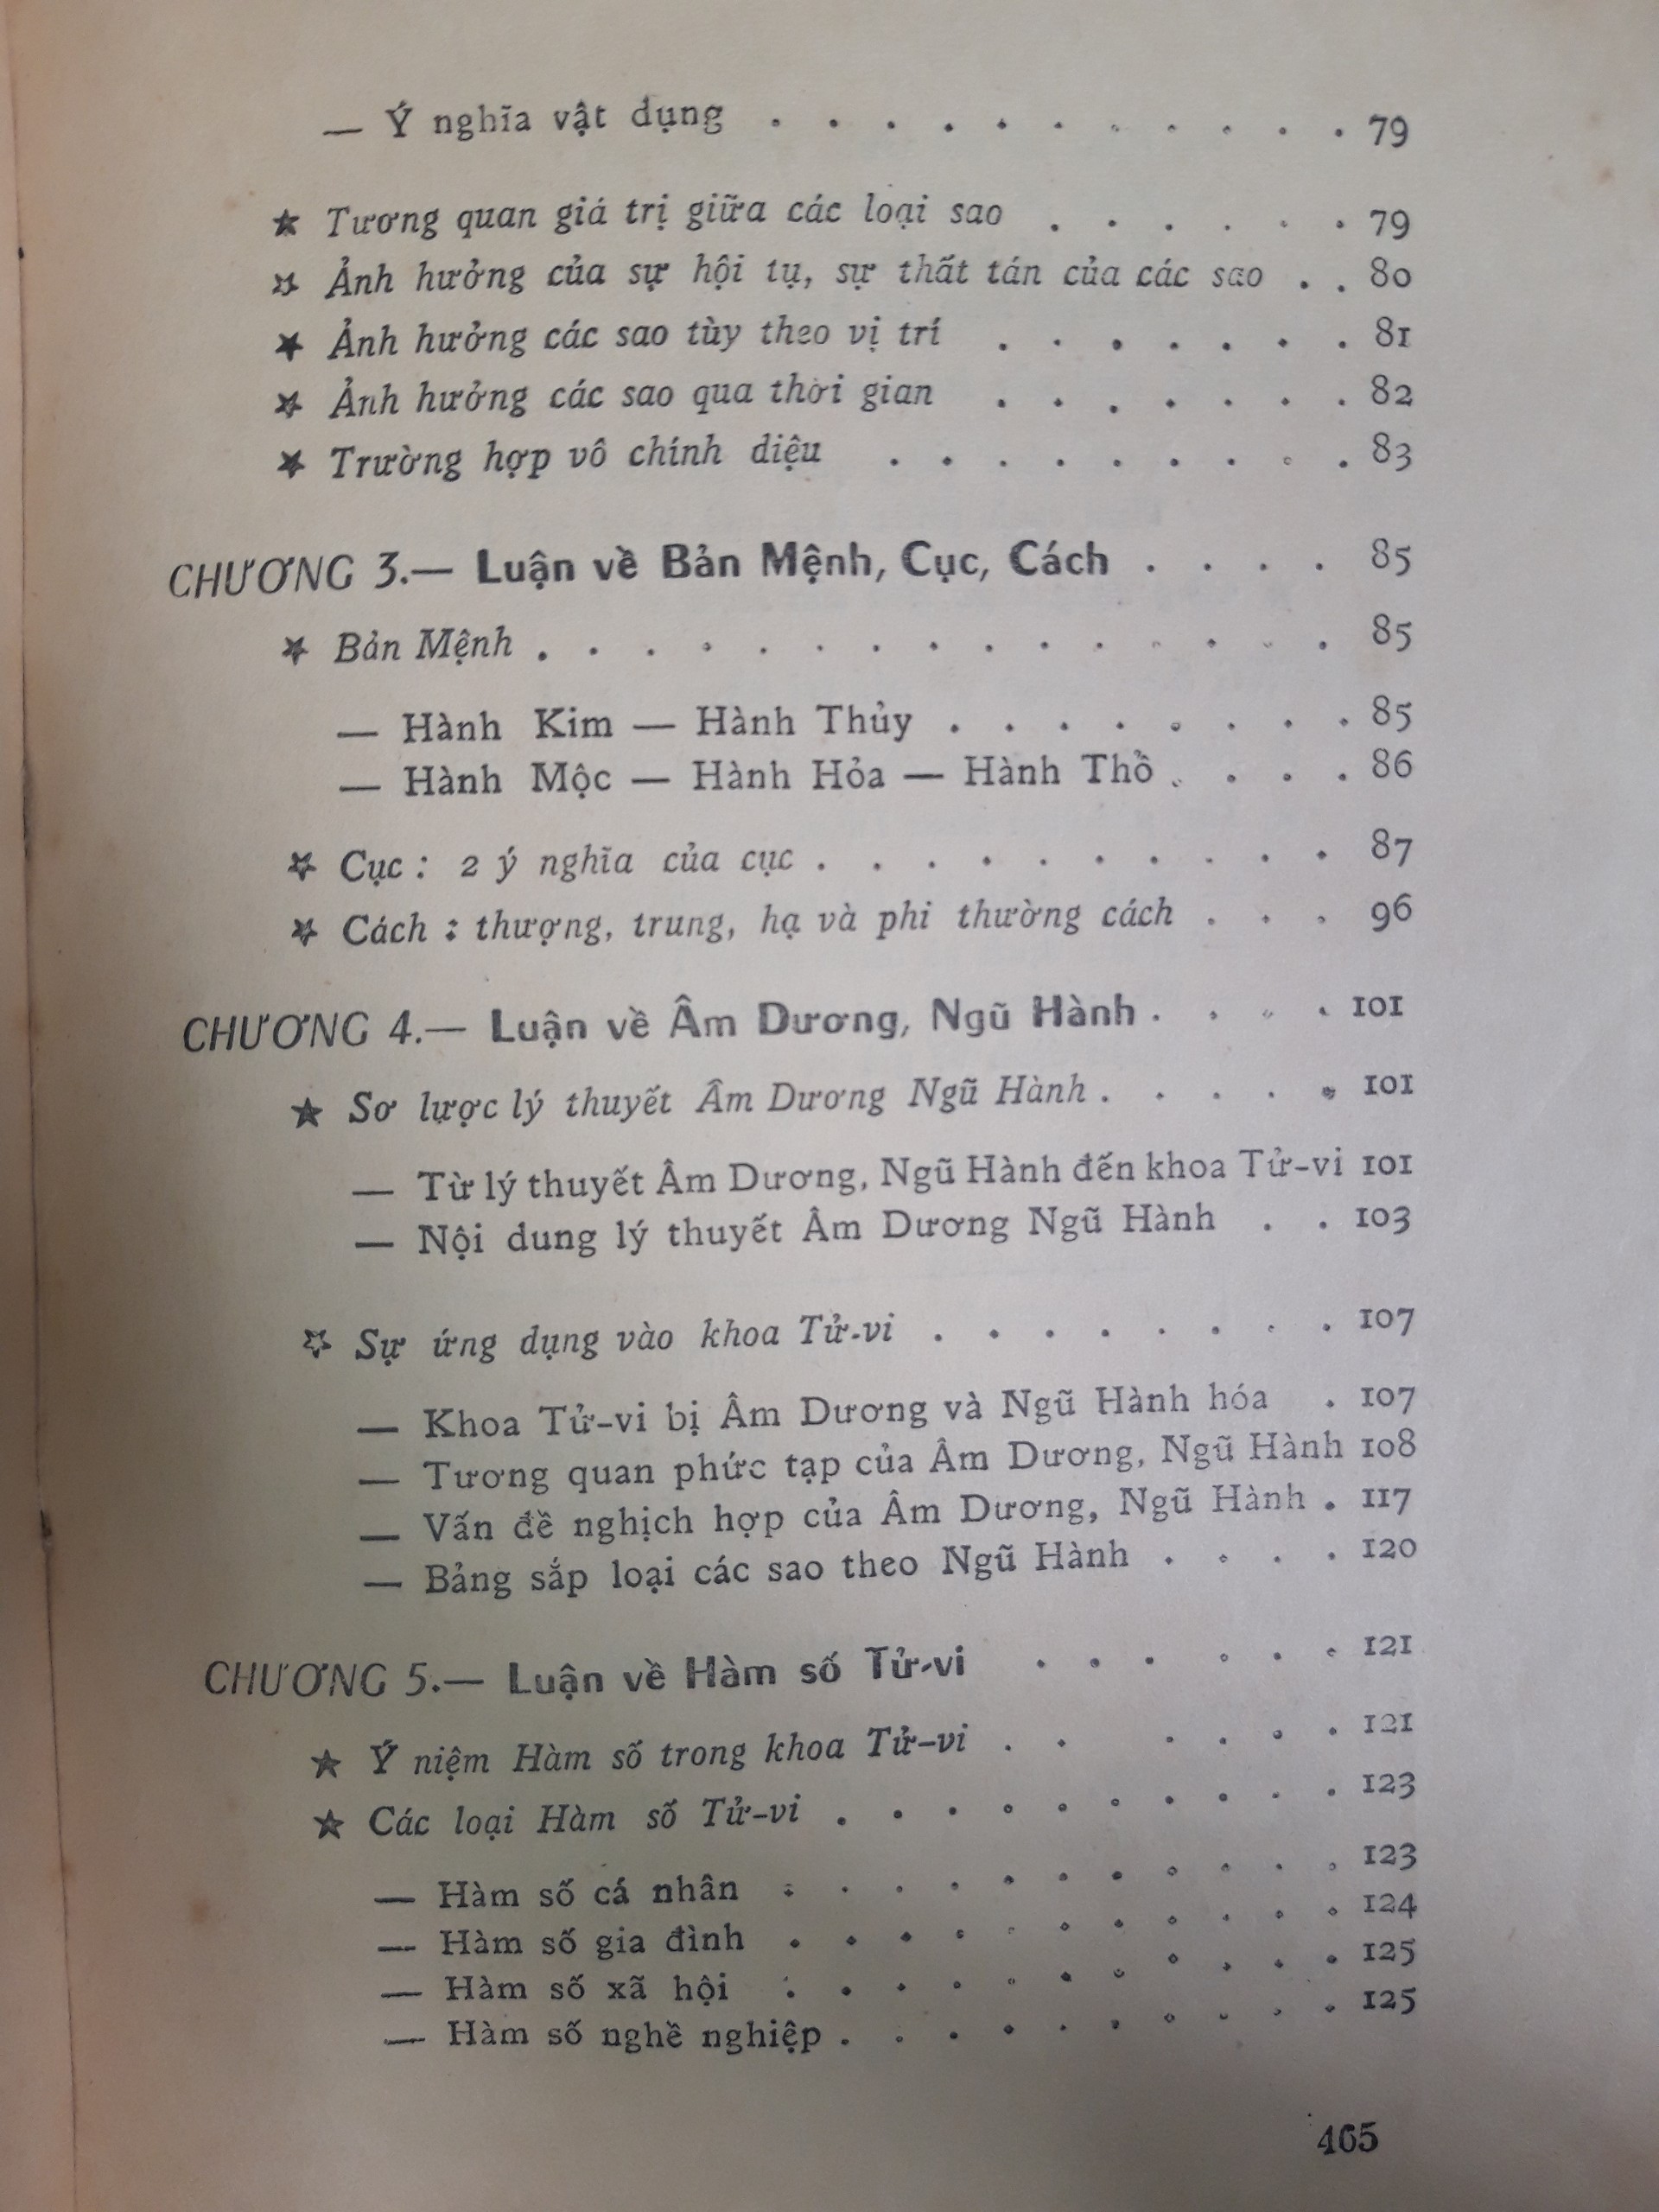 — Ý nghĩa vật dụng . . . . . . . . . . . 79
★ Tương quan giá trị giữa các loại sao . . . . . . 79
★ Ảnh hưởng của sự hội tụ, sự thất tán của các sao . . 80
★ Ảnh hưởng các sao tùy theo vị trí . . . . . . . 81
★ Ảnh hưởng các sao qua thời gian . . . . . . . 82
★ Trường hợp vô chính diệu . . . . . . . . . 83
CHƯƠNG 3.— Luận về Bản Mệnh, Cục, Cách . . . . 85
★ Bản Mệnh . . . . . . . . . . . . . . . 85
— Hành Kim — Hành Thủy . . . . . . . . 85
— Hành Mộc — Hành Hỏa — Hành Thổ . . . . 86
★ Cục : 2 ý nghĩa của cục . . . . . . . . . . 87
★ Cách : thượng, trung, hạ và phi thường cách . . . 96
CHƯƠNG 4.— Luận về Âm Dương, Ngũ Hành . . . . 101
★ Sơ lược lý thuyết Âm Dương Ngũ Hành . . . . . 101
— Từ lý thuyết Âm Dương, Ngũ Hành đến khoa Tử-vi 101
— Nội dung lý thuyết Âm Dương Ngũ Hành . . 103
★ Sự ứng dụng vào khoa Tử-vi . . . . . . . . 107
— Khoa Tử-vi bị Âm Dương và Ngũ Hành hóa . 107
— Tương quan phức tạp của Âm Dương, Ngũ Hành 108
— Vấn đề nghịch hợp của Âm Dương, Ngũ Hành . 117
— Bảng sắp loại các sao theo Ngũ Hành . . . . 120
CHƯƠNG 5.— Luận về Hàm số Tử-vi . . . . . . 121
★ Ý niệm Hàm số trong khoa Tử-vi . . . . . . 121
★ Các loại Hàm số Tử-vi . . . . . . . . . . 123
— Hàm số cá nhân . . . . . . . . . . . 123
— Hàm số gia đình . . . . . . . . . . . 124
— Hàm số xã hội . . . . . . . . . . . 125
— Hàm số nghề nghiệp . . . . . . . . . . 125
465